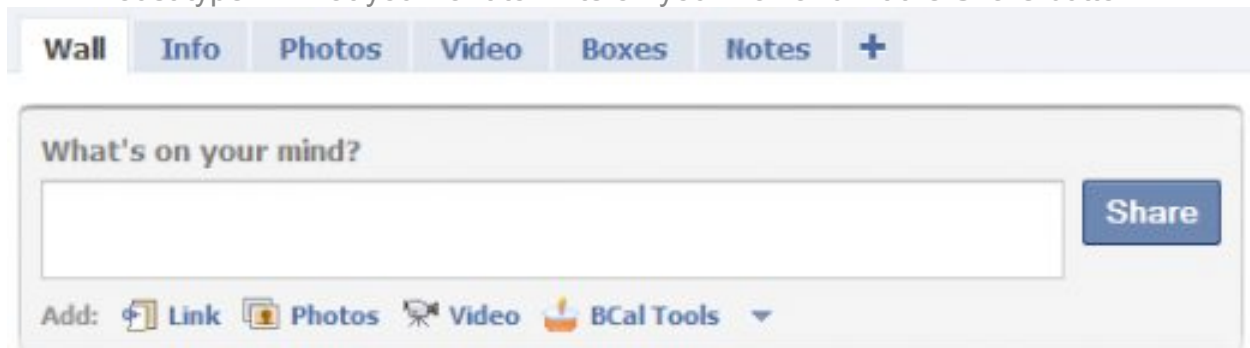 Wall Info Photos Video Boxes Notes +
What's on your mind?
Share
Add: Link Photos Video BCal Tools